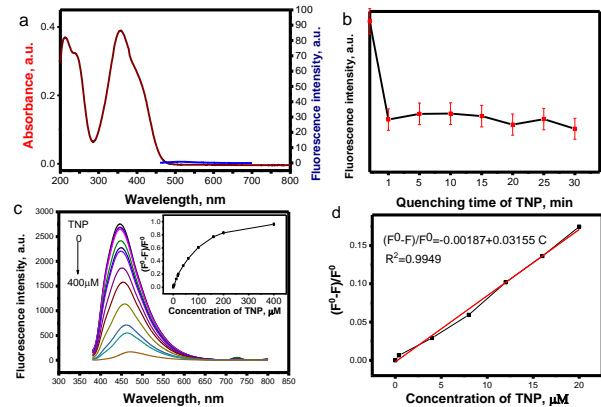 a
0.4
0.2
0.0
Absorbance, a.u.
200 300 400 500 600 700 800
Wavelength, nm
100
90
80
70
60
50
40
30
20
10
0
Fluorescence intensity, a.u.
b
Fluorescence intensity, a.u.
1 5 10 15 20 25 30
Quenching time of TNP, min
c
3000
2500
2000
1500
1000
500
0
Fluorescence intensity, a.u.
TNP
0
400μM
300 350 400 450 500 550 600 650 700 750 800 850
Wavelength, nm
1.0
0.8
0.6
0.4
0.2
0.0
(F⁰-F)/F⁰
0 100 200 300 400
Concentration of TNP, μM
d
(F⁰-F)/F⁰=-0.00187+0.03155 C
R²=0.9949
0.15
0.10
0.05
0.00
(F⁰-F)/F⁰
0 5 10 15 20
Concentration of TNP, μM